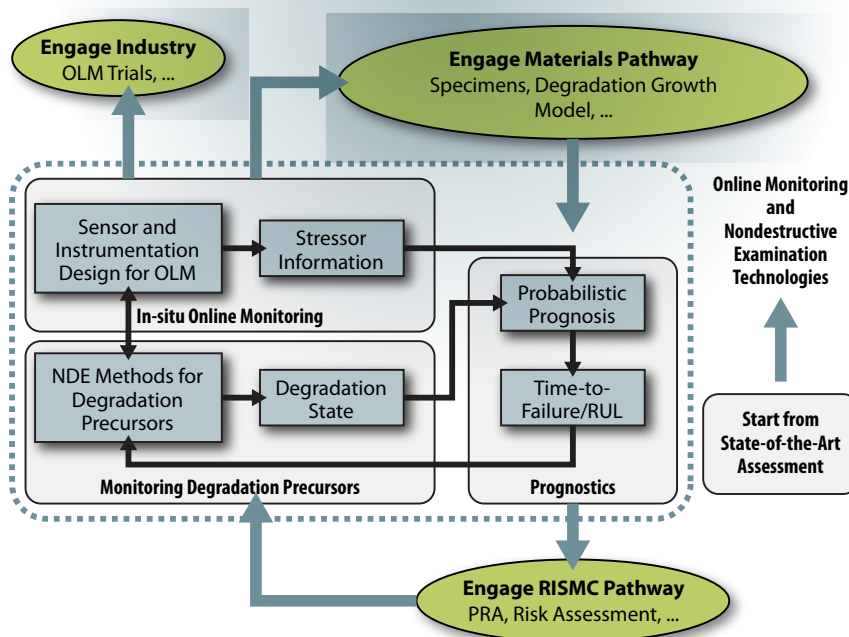 Engage Industry
OLM Trials, ...
Engage Materials Pathway
Specimens, Degradation Growth
Model, ...
Sensor and
Instrumentation
Design for OLM
Stressor
Information
In-situ Online Monitoring
Probabilistic
Prognosis
NDE Methods for
Degradation
Precursors
Degradation
State
Time-to-
Failure/RUL
Monitoring Degradation Precursors
Prognostics
Online Monitoring
and
Nondestructive
Examination
Technologies
Start from
State-of-the-Art
Assessment
Engage RISMC Pathway
PRA, Risk Assessment, ...